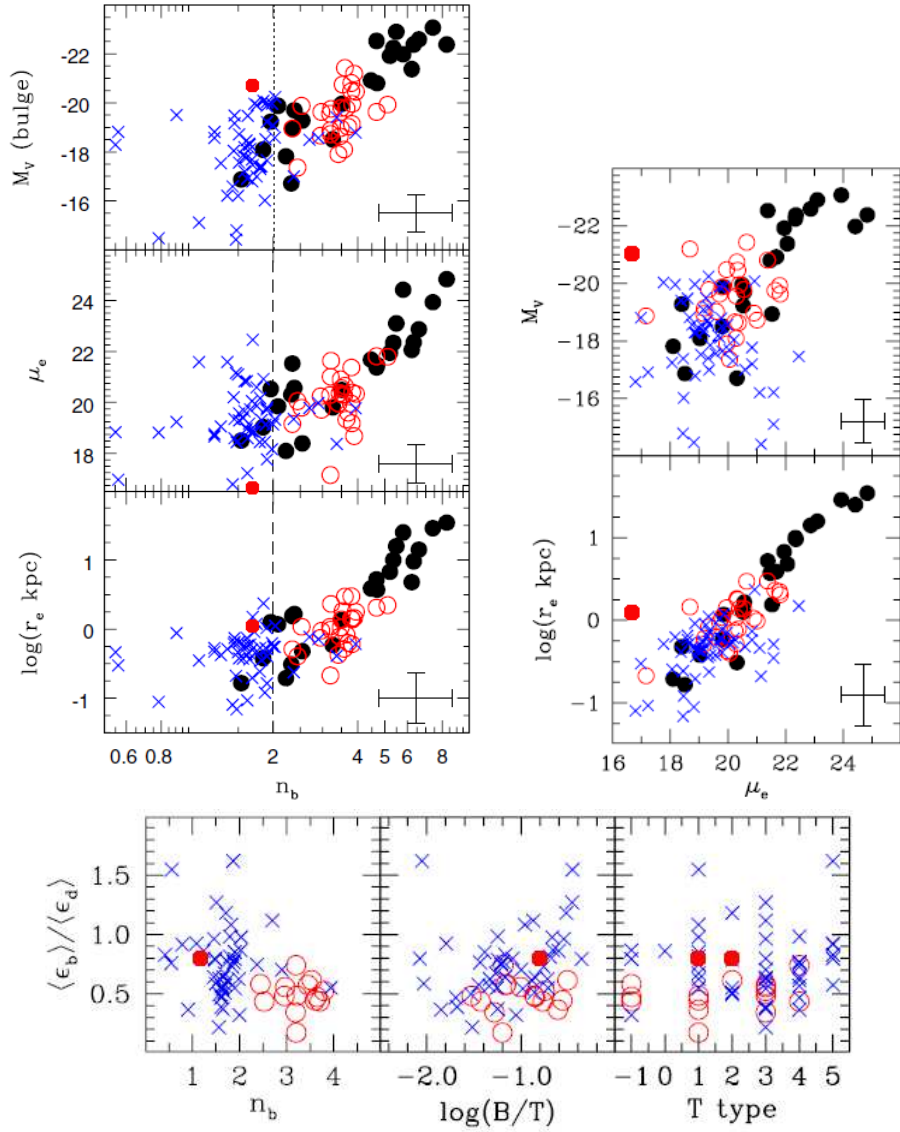 M_V (bulge)
-22
-20
-18
-16
μ_e
24
22
20
18
log(r_e kpc)
1
0
-1
0.6 0.8 2 4 5 6 8
n_b
M_V
-22
-20
-18
-16
log(r_e kpc)
1
0
-1
16 18 20 22 24
μ_e
⟨ϵ_b⟩/⟨ϵ_d⟩
1.5
1.0
0.5
1 2 3 4
n_b
-2.0 -1.0
log(B/T)
-1 0 1 2 3 4 5
T type